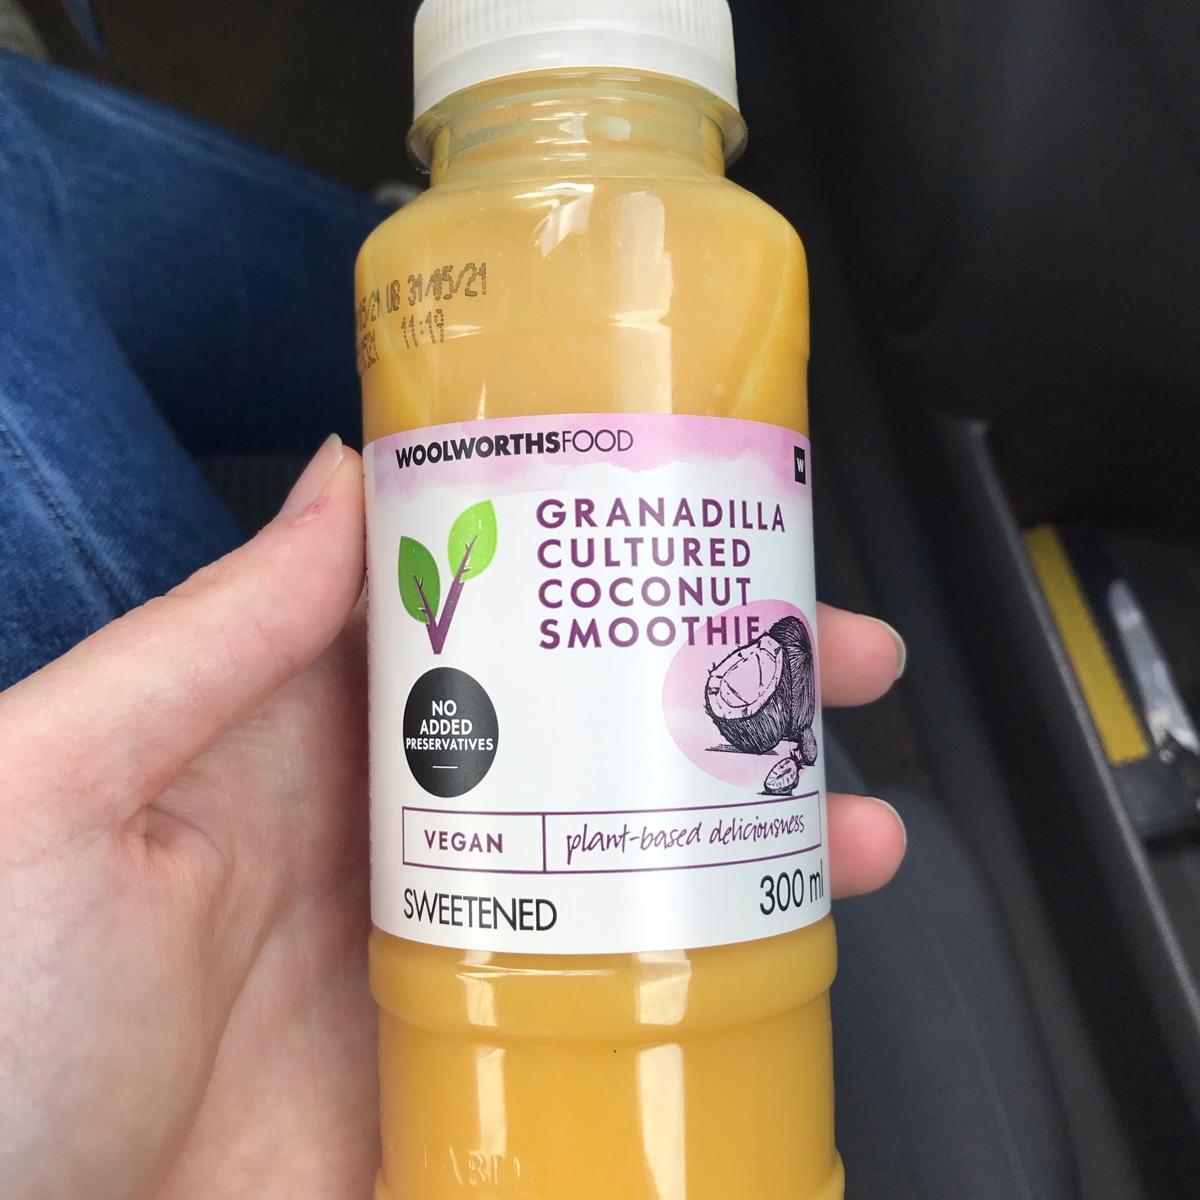 UB 31/05/21
11:19
WOOLWORTHSFOOD
W
GRANADILLA
CULTURED
COCONUT
SMOOTHIE
NO
ADDED
PRESERVATIVES
VEGAN
plant-based deliciousness
SWEETENED
300 ml